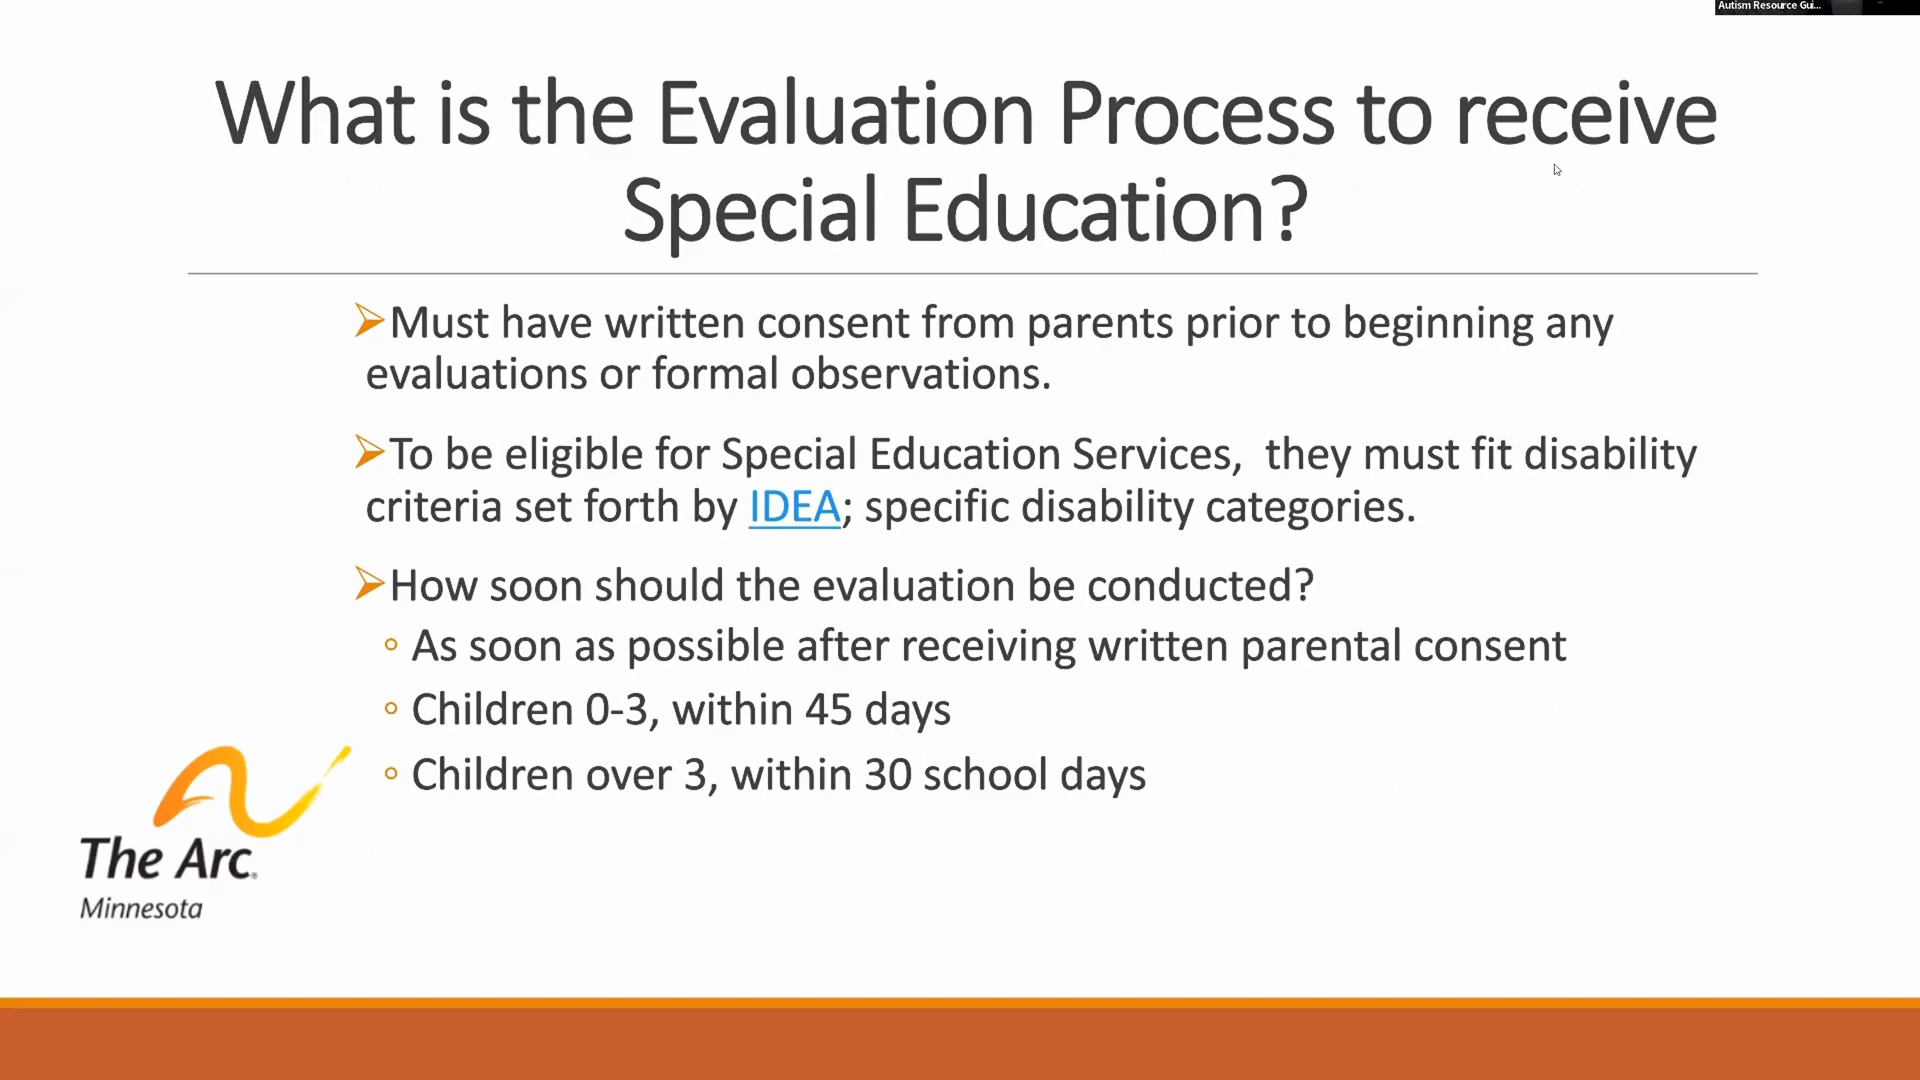 Autism Resource Gui...
What is the Evaluation Process to receive
Special Education?
➢Must have written consent from parents prior to beginning any
evaluations or formal observations.
➢To be eligible for Special Education Services,  they must fit disability
criteria set forth by IDEA; specific disability categories.
➢How soon should the evaluation be conducted?
◦ As soon as possible after receiving written parental consent
◦ Children 0-3, within 45 days
◦ Children over 3, within 30 school days
The Arc®
Minnesota